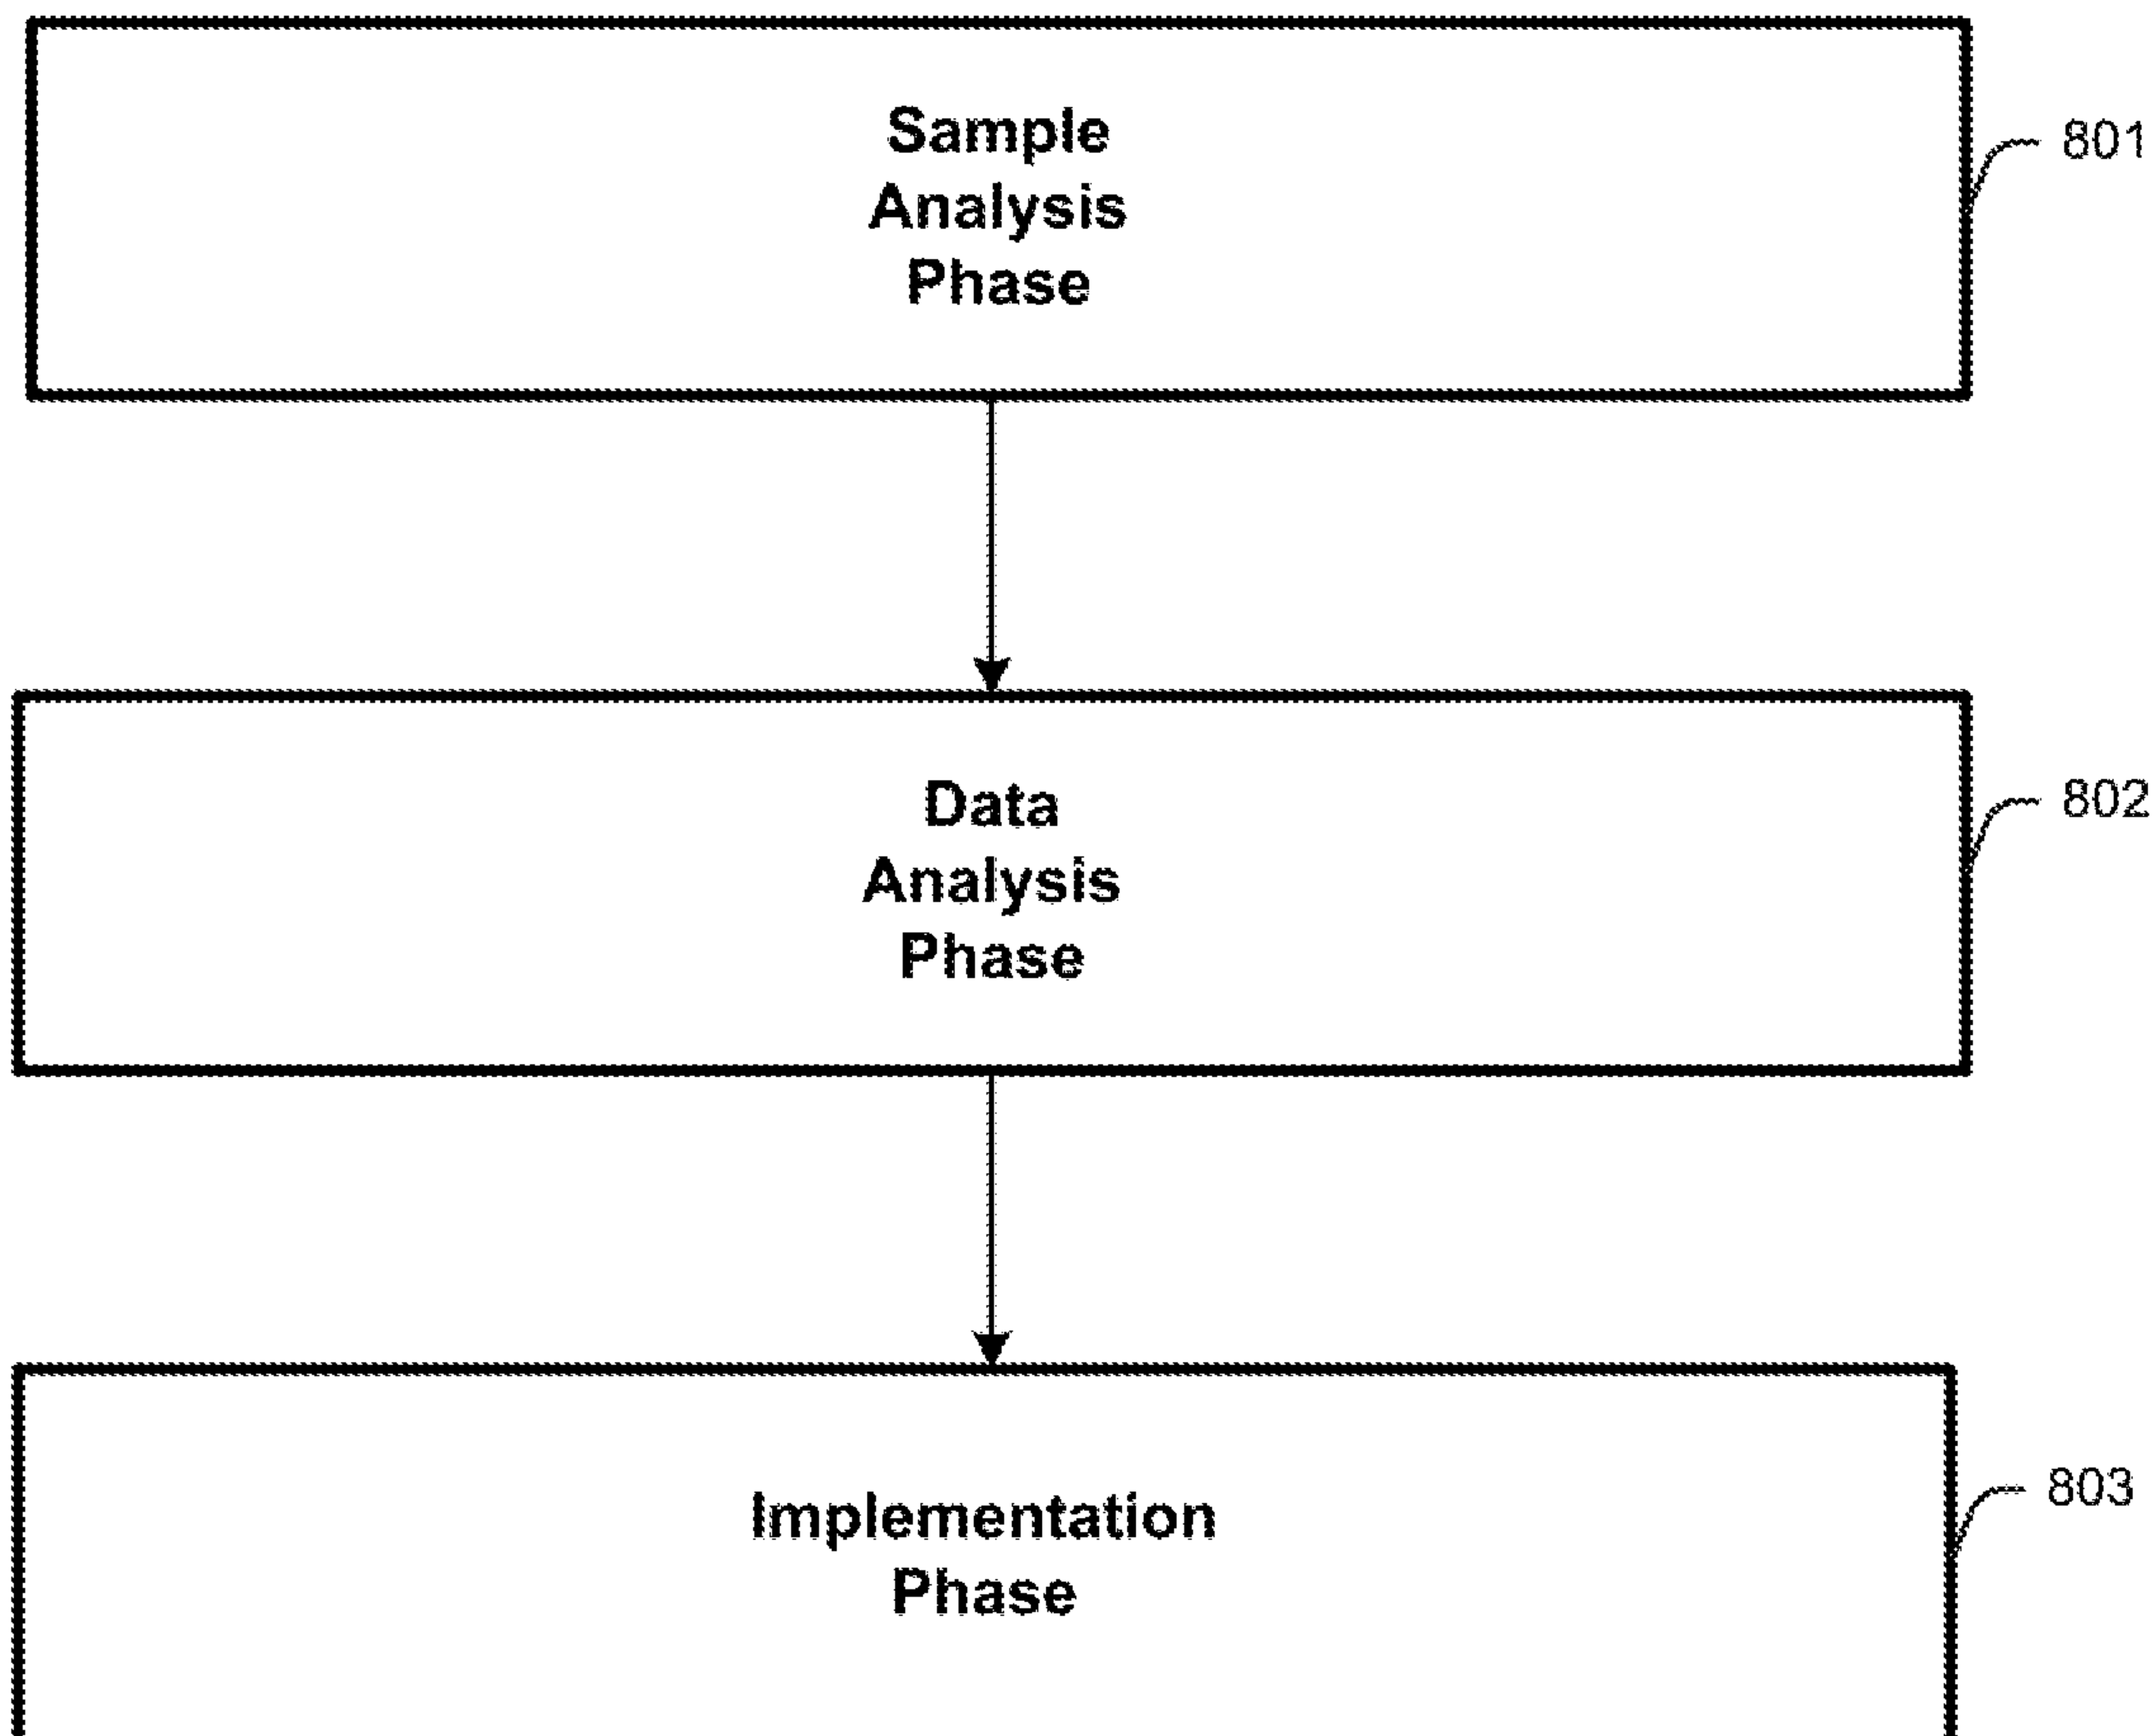 Sample
Analysis
Phase
801
Data
Analysis
Phase
802
Implementation
Phase
803